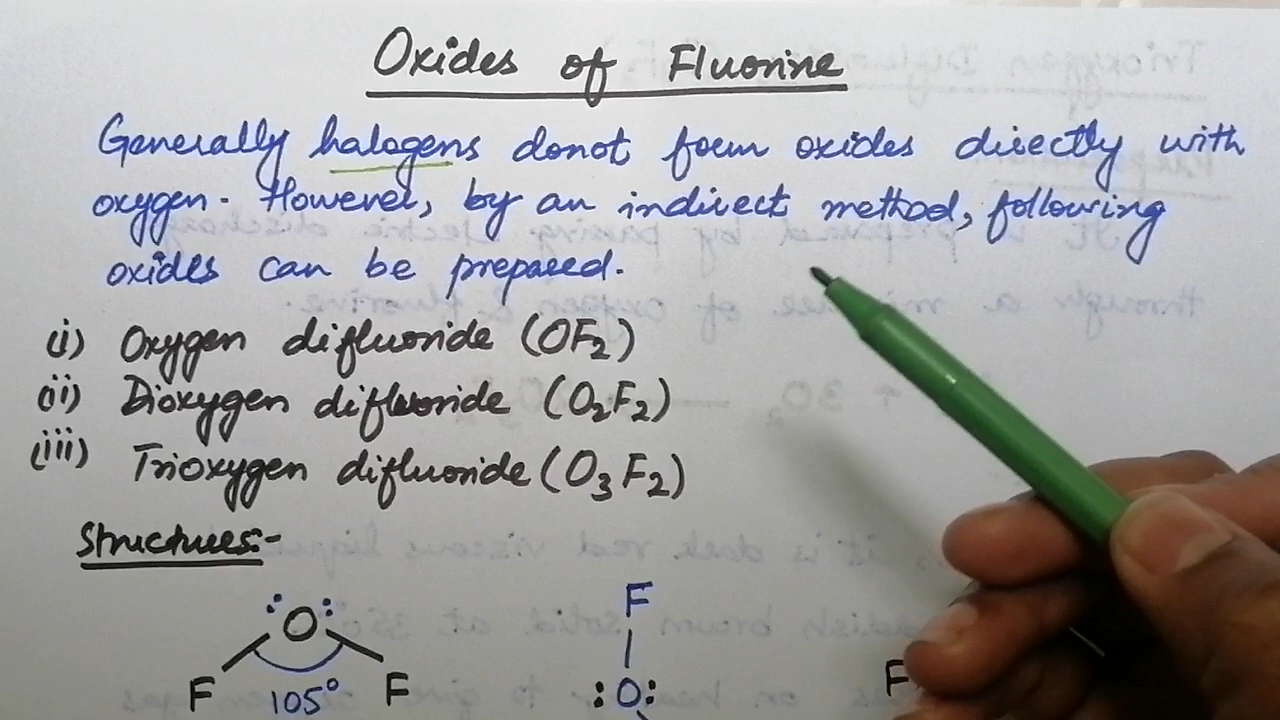 Oxides of Fluorine
Generally halogens donot form oxides directly with
oxygen. However, by an indirect method, following
oxides can be prepared.
(i) Oxygen difluoride (OF₂)
(ii) Dioxygen difluoride (O₂F₂)
(iii) Trioxygen difluoride (O₃F₂)
Structures:-
:O:
F F
105°
F
:O:
F